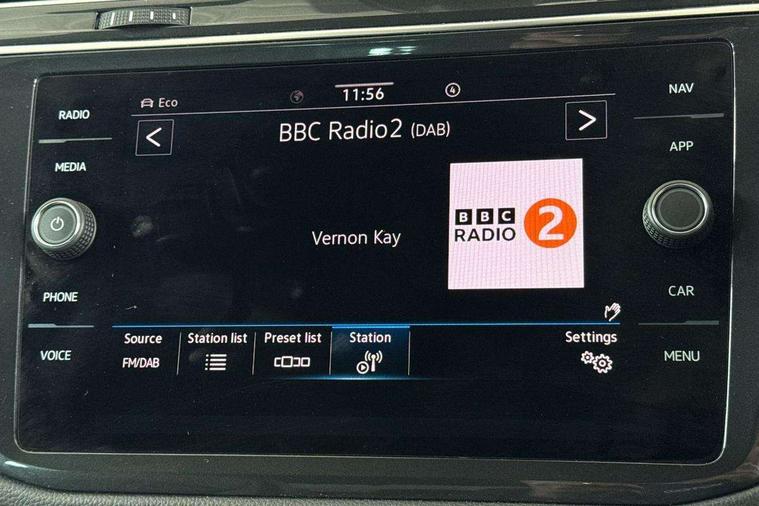 RADIO
MEDIA
PHONE
VOICE
Eco
11:56
4
< BBC Radio2 (DAB) >
Vernon Kay
BBC
RADIO 2
Source
FM/DAB
Station list
Preset list
Station
Settings
NAV
APP
CAR
MENU